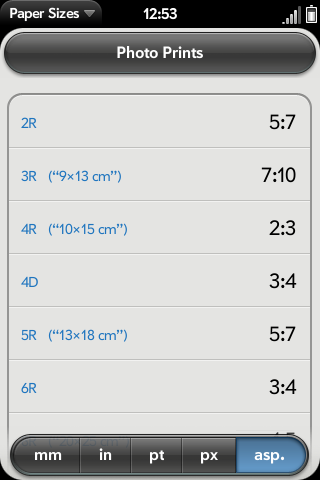 Paper Sizes 12:53
Photo Prints
2R 5:7
3R (“9×13 cm”) 7:10
4R (“10×15 cm”) 2:3
4D 3:4
5R (“13×18 cm”) 5:7
6R 3:4
mm in pt px asp.